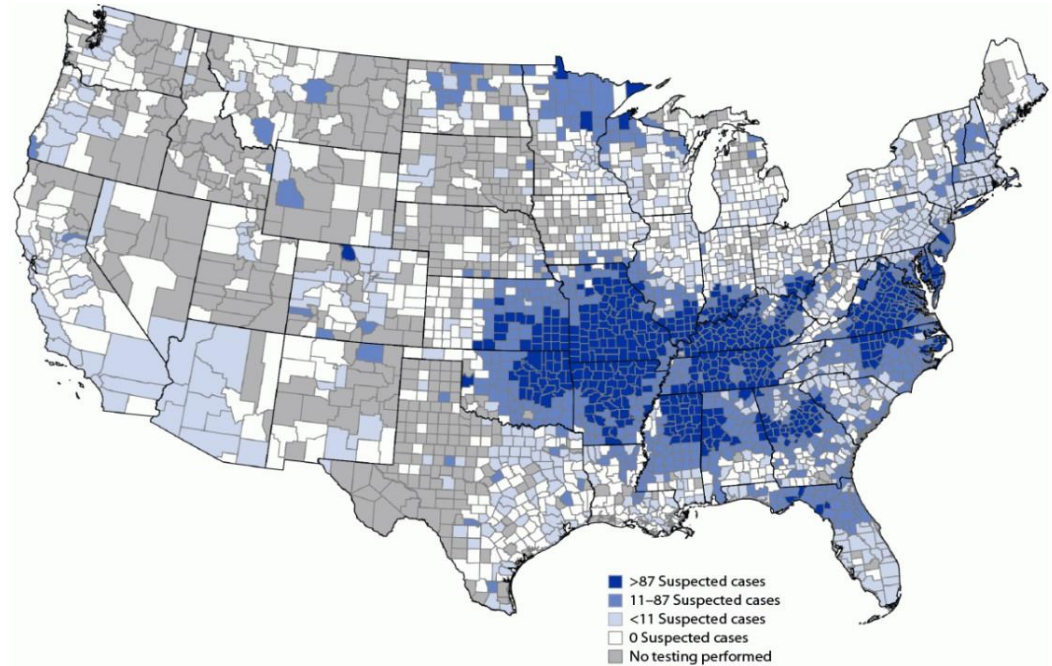 >87 Suspected cases
11–87 Suspected cases
<11 Suspected cases
0 Suspected cases
No testing performed